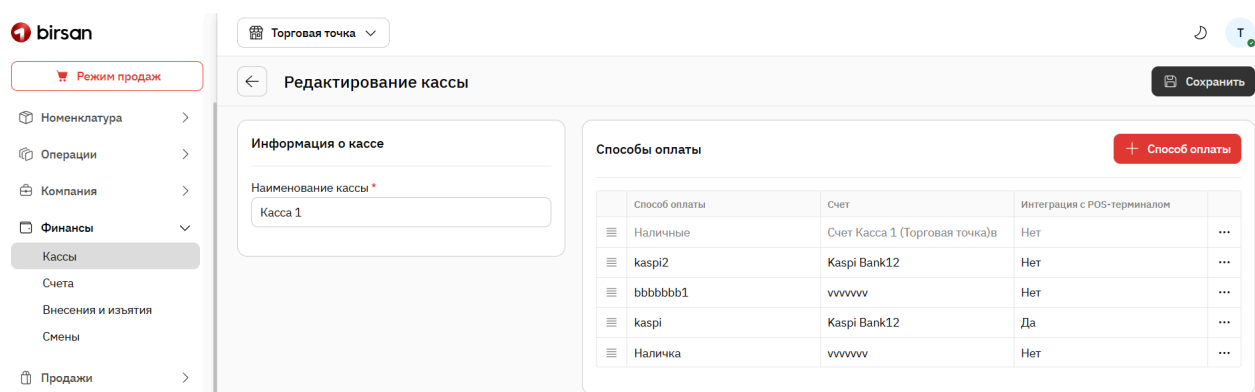 birsan
Торговая точка
T
Режим продаж
Редактирование кассы
Сохранить
Номенклатура
Операции
Компания
Финансы
Кассы
Счета
Внесения и изъятия
Смены
Продажи
Информация о кассе
Наименование кассы *
Касса 1
Способы оплаты
+ Способ оплаты
Способ оплаты Счет Интеграция с POS-терминалом
Наличные Счет Касса 1 (Торговая точка)в Нет ...
kaspi2 Kaspi Bank12 Нет ...
bbbbbbb1 vvvvvvv Нет ...
kaspi Kaspi Bank12 Да ...
Наличка vvvvvvv Нет ...